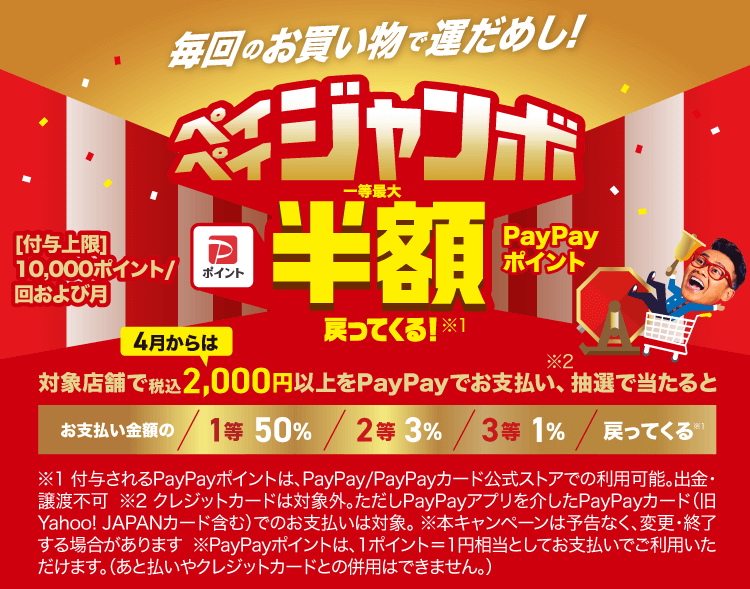 毎回のお買い物で運だめし!
ペイペイジャンボ
一等最大
半額
戻ってくる!※1
PayPay
ポイント
[付与上限]
10,000ポイント/
回および月
P
ポイント
4月からは
対象店舗で税込2,000円以上をPayPayでお支払い、※2抽選で当たると
お支払い金額の 1等 50% 2等 3% 3等 1% 戻ってくる※1
※1 付与されるPayPayポイントは、PayPay/PayPayカード公式ストアでの利用可能。出金・
譲渡不可 ※2 クレジットカードは対象外。ただしPayPayアプリを介したPayPayカード(旧
Yahoo! JAPANカード含む)でのお支払いは対象。 ※本キャンペーンは予告なく、変更・終了
する場合があります ※PayPayポイントは、1ポイント=1円相当としてお支払いでご利用いた
だけます。(あと払いやクレジットカードとの併用はできません。)